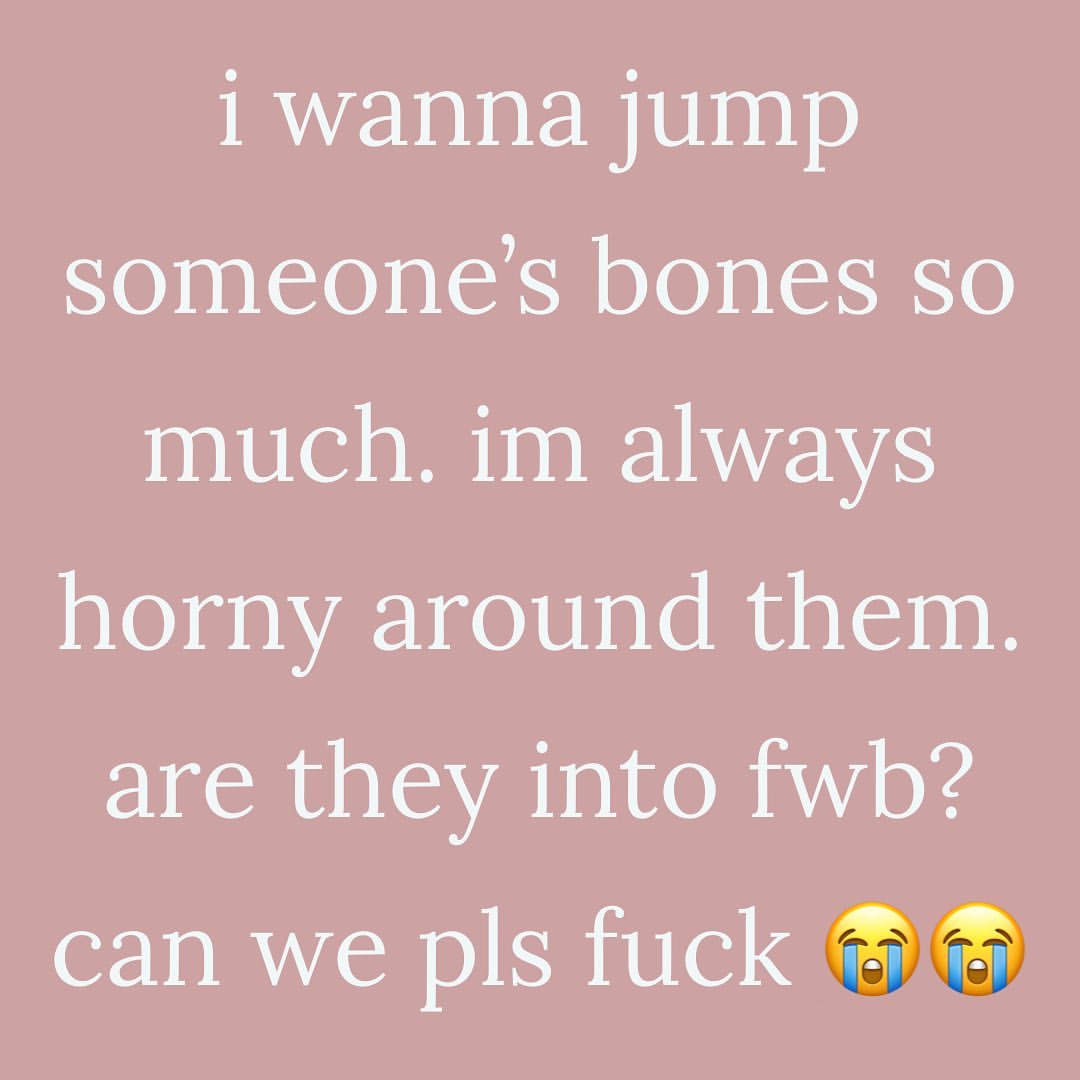 i wanna jump
someone’s bones so
much. im always
horny around them.
are they into fwb?
can we pls fuck 😭😭